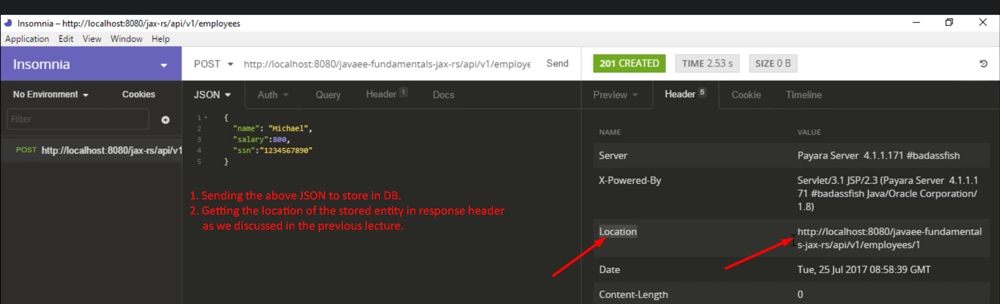 Insomnia – http://localhost:8080/jax-rs/api/v1/employees
Application Edit View Window Help
Insomnia
POST http://localhost:8080/javaee-fundamentals-jax-rs/api/v1/employe Send
201 CREATED TIME 2.53 s SIZE 0 B
No Environment Cookies
JSON Auth Query Header 1 Docs
Preview Header 5 Cookie Timeline
Filter
POST http://localhost:8080/jax-rs/api/v1
1 {
2 "name": "Michael",
3 "salary":800,
4 "ssn":"1234567890"
5 }
1. Sending the above JSON to store in DB.
2. Getting the location of the stored entity in response header
as we discussed in the previous lecture.
NAME VALUE
Server Payara Server 4.1.1.171 #badassfish
X-Powered-By Servlet/3.1 JSP/2.3 (Payara Server 4.1.1.1
71 #badassfish Java/Oracle Corporation/
1.8)
Location http://localhost:8080/javaee-fundamental
s-jax-rs/api/v1/employees/1
Date Tue, 25 Jul 2017 08:58:39 GMT
Content-Length 0